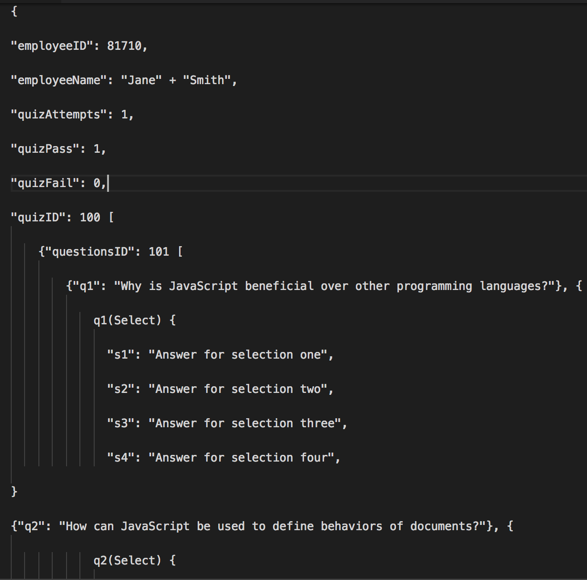 {
"employeeID": 81710,
"employeeName": "Jane" + "Smith",
"quizAttempts": 1,
"quizPass": 1,
"quizFail": 0,
"quizID": 100 [
{"questionsID": 101 [
{"q1": "Why is JavaScript beneficial over other programming languages?"}, {
q1(Select) {
"s1": "Answer for selection one",
"s2": "Answer for selection two",
"s3": "Answer for selection three",
"s4": "Answer for selection four",
}
{"q2": "How can JavaScript be used to define behaviors of documents?"}, {
q2(Select) {